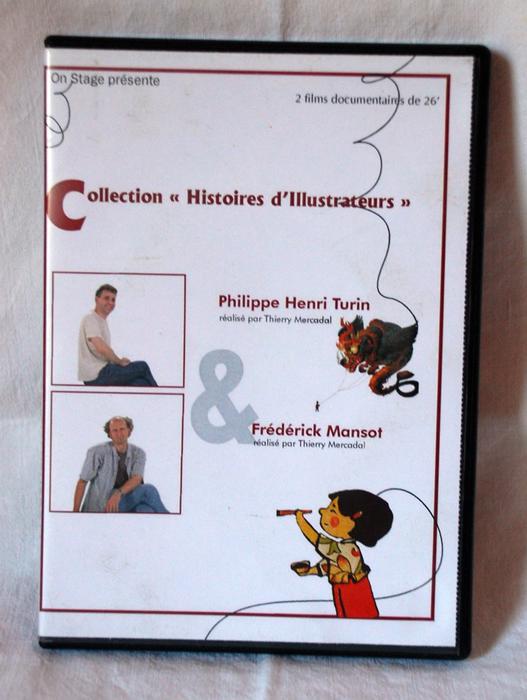 On Stage présente
2 films documentaires de 26'
Collection « Histoires d'Illustrateurs »
Philippe Henri Turin
réalisé par Thierry Mercadal
&
Frédérick Mansot
réalisé par Thierry Mercadal